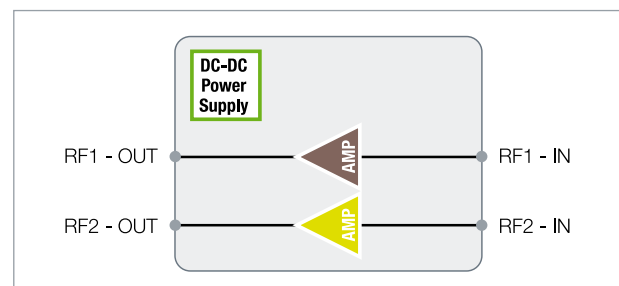 DC-DC
Power
Supply
RF1 - OUT
AMP
RF1 - IN
RF2 - OUT
AMP
RF2 - IN